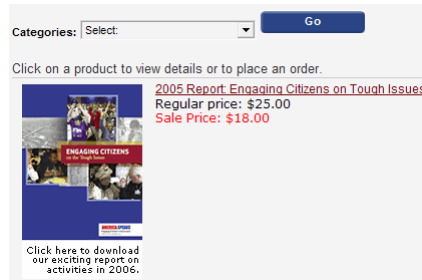 Categories: Select: Go
Click on a product to view details or to place an order.
2005 Report: Engaging Citizens on Tough Issues
Regular price: $25.00
Sale Price: $18.00
ENGAGING CITIZENS
on the Tough Issues
AMERICASPEAKS
Click here to download
our exciting report on
activities in 2006.